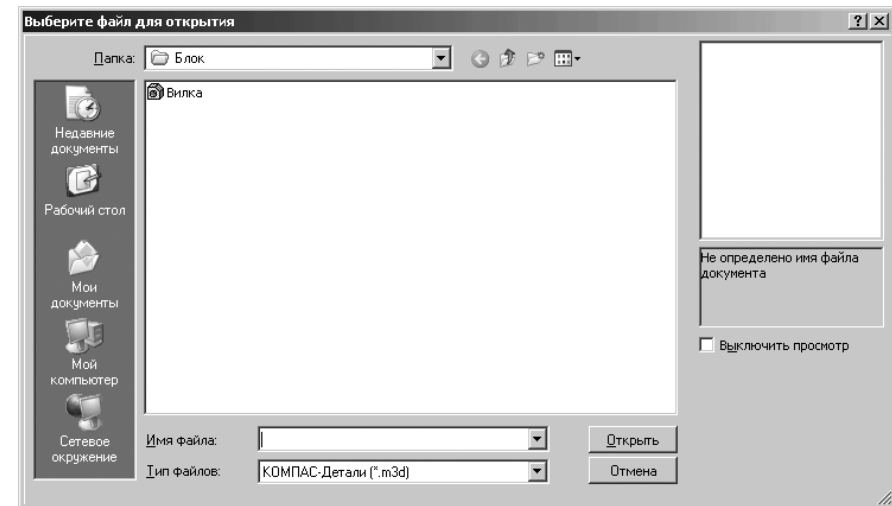 Выберите файл для открытия
Папка: Блок
Вилка
Недавние
документы
Рабочий стол
Мои
документы
Мой
компьютер
Сетевое
окружение
Не определено имя файла
документа
Выключить просмотр
Имя файла:
Открыть
Тип файлов: КОМПАС-Детали (*.m3d)
Отмена